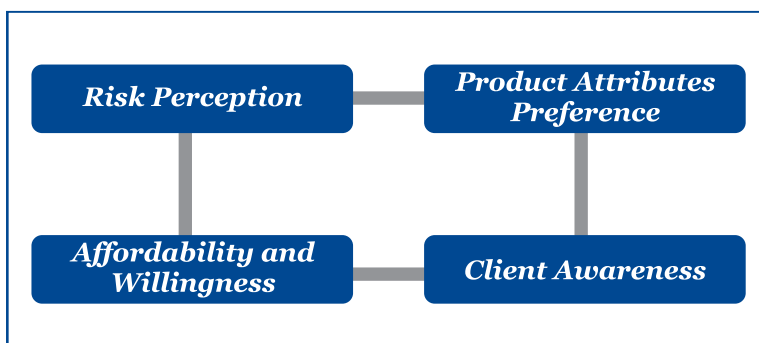 Risk Perception
Product Attributes
Preference
Affordability and
Willingness
Client Awareness